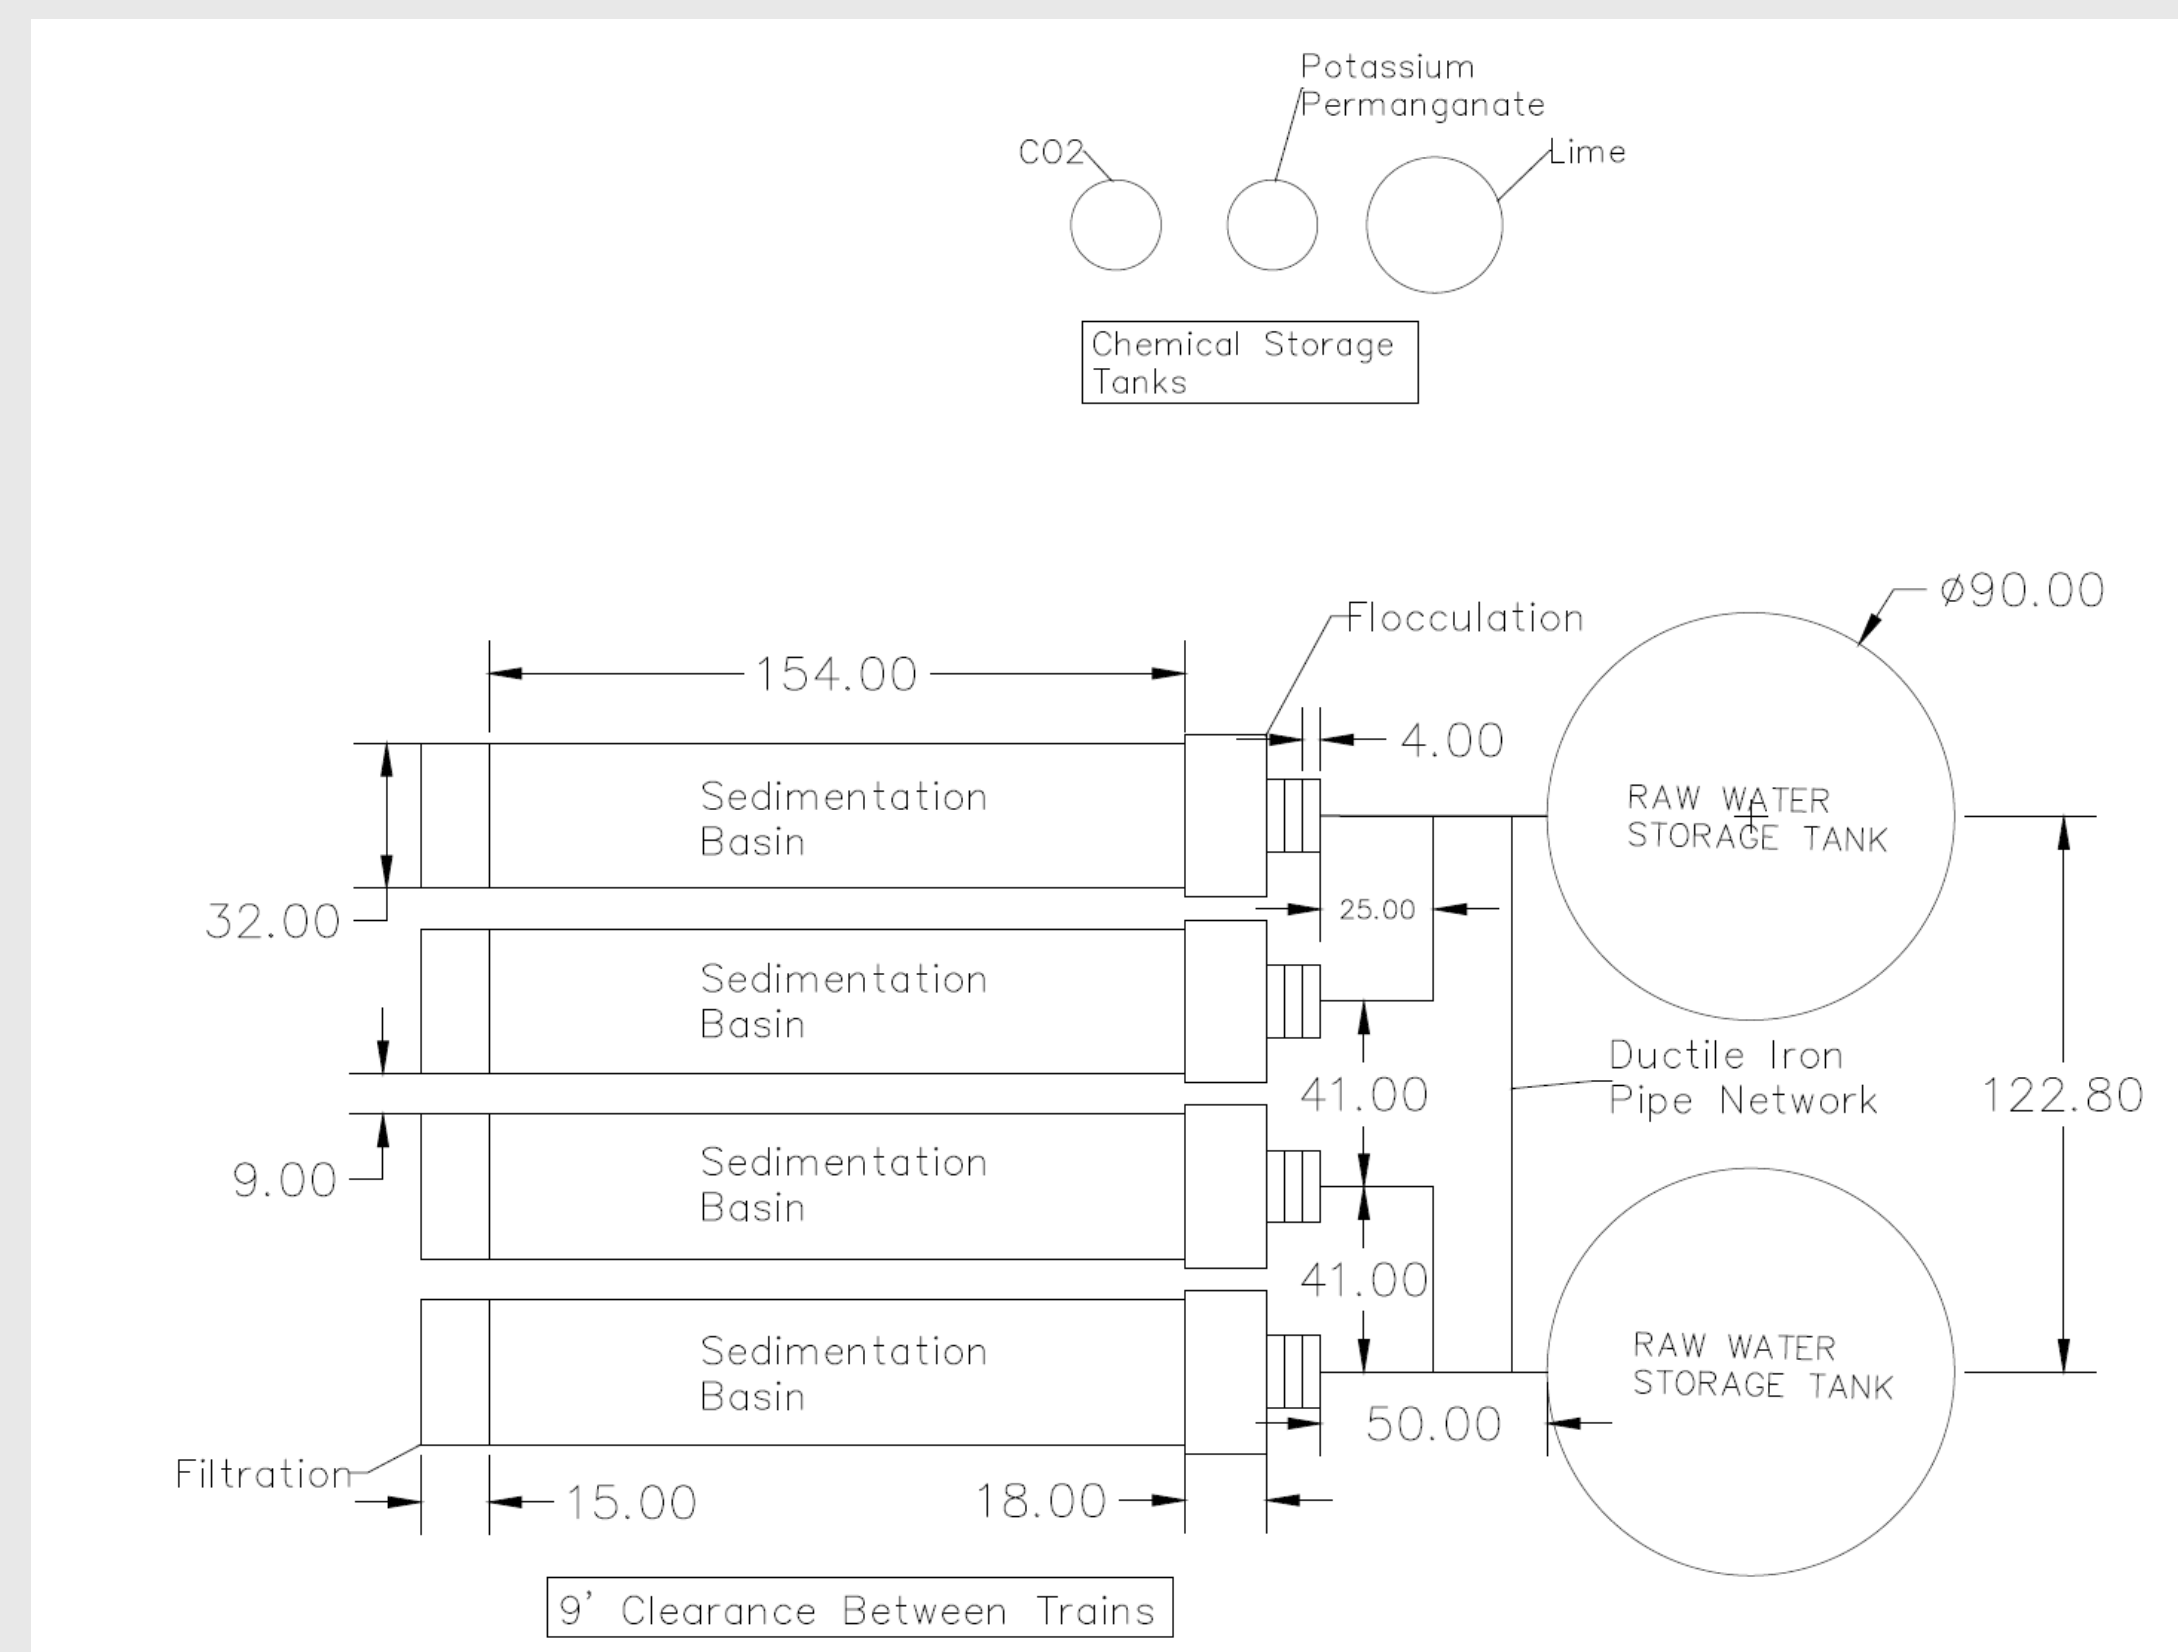 Potassium
Permanganate
CO2
Lime
Chemical Storage
Tanks
ø90.00
Flocculation
154.00
4.00
Sedimentation
Basin
RAW WATER
STORAGE TANK
32.00
25.00
Sedimentation
Basin
Ductile Iron
Pipe Network
41.00
122.80
9.00
Sedimentation
Basin
41.00
Sedimentation
Basin
RAW WATER
STORAGE TANK
50.00
Filtration
15.00
18.00
9' Clearance Between Trains